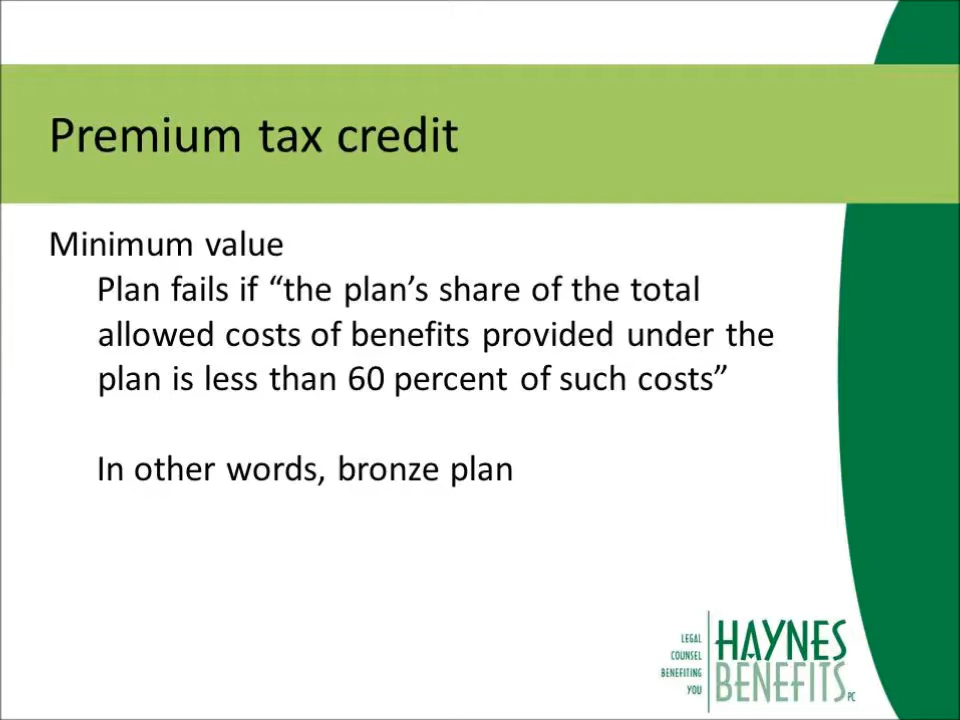 Premium tax credit
Minimum value
Plan fails if “the plan’s share of the total
allowed costs of benefits provided under the
plan is less than 60 percent of such costs”
In other words, bronze plan
LEGAL
COUNSEL
BENEFITING
YOU
HAYNES
BENEFITS PC